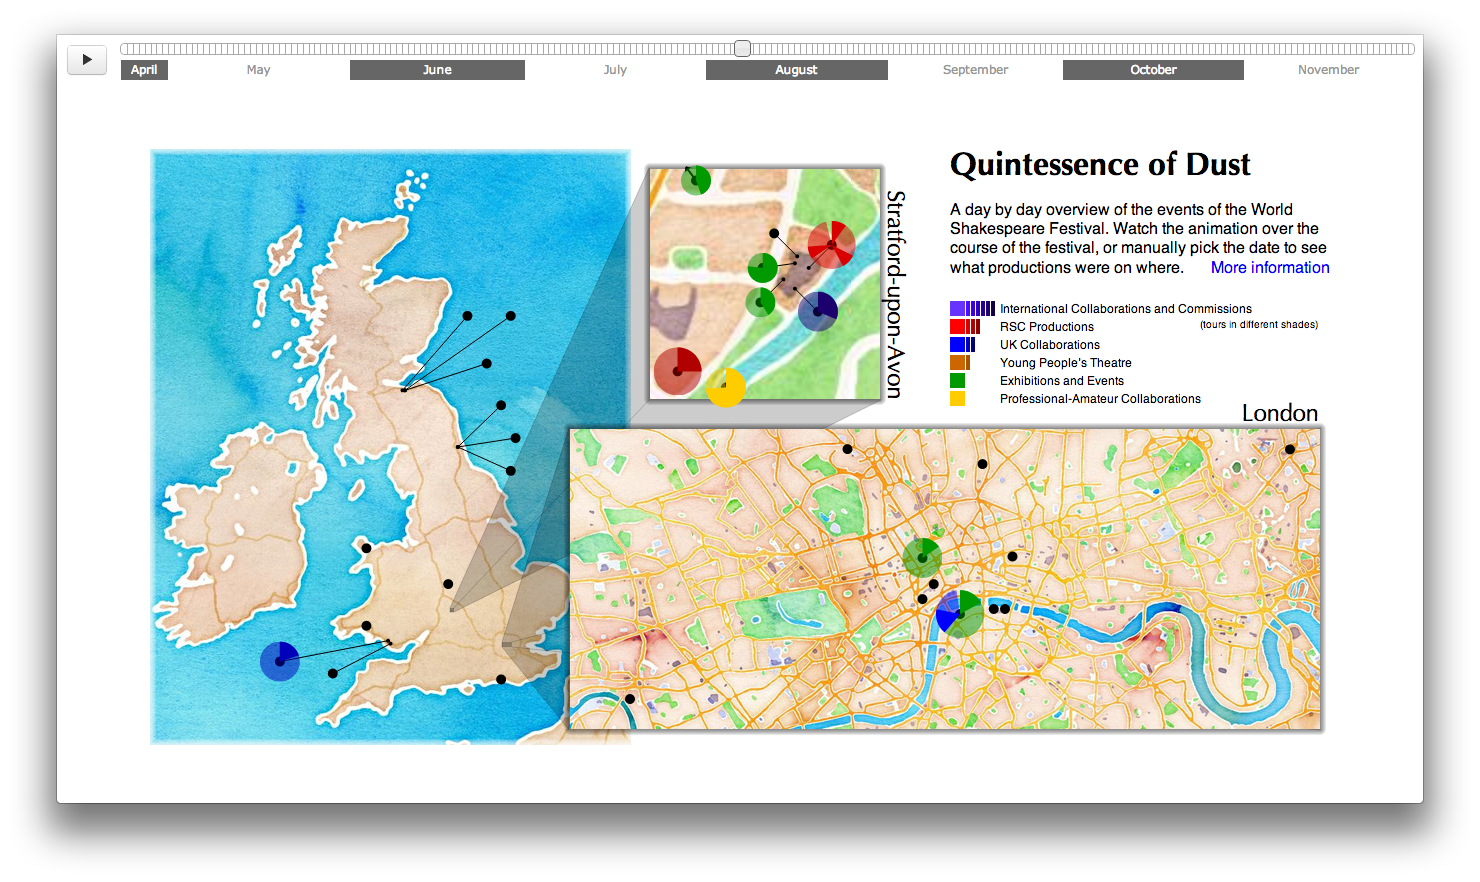 April May June July August September October November
Quintessence of Dust
A day by day overview of the events of the World
Shakespeare Festival. Watch the animation over the
course of the festival, or manually pick the date to see
what productions were on where. More information
International Collaborations and Commissions
RSC Productions (tours in different shades)
UK Collaborations
Young People's Theatre
Exhibitions and Events
Professional-Amateur Collaborations
Stratford-upon-Avon
London